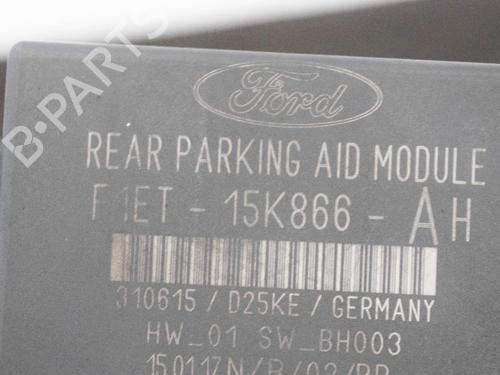 Ford
B-PARTS
REAR PARKING AID MODULE
F1ET - 15K866 - AH
310615 / D25KE / GERMANY
HW_01 SW_BH003